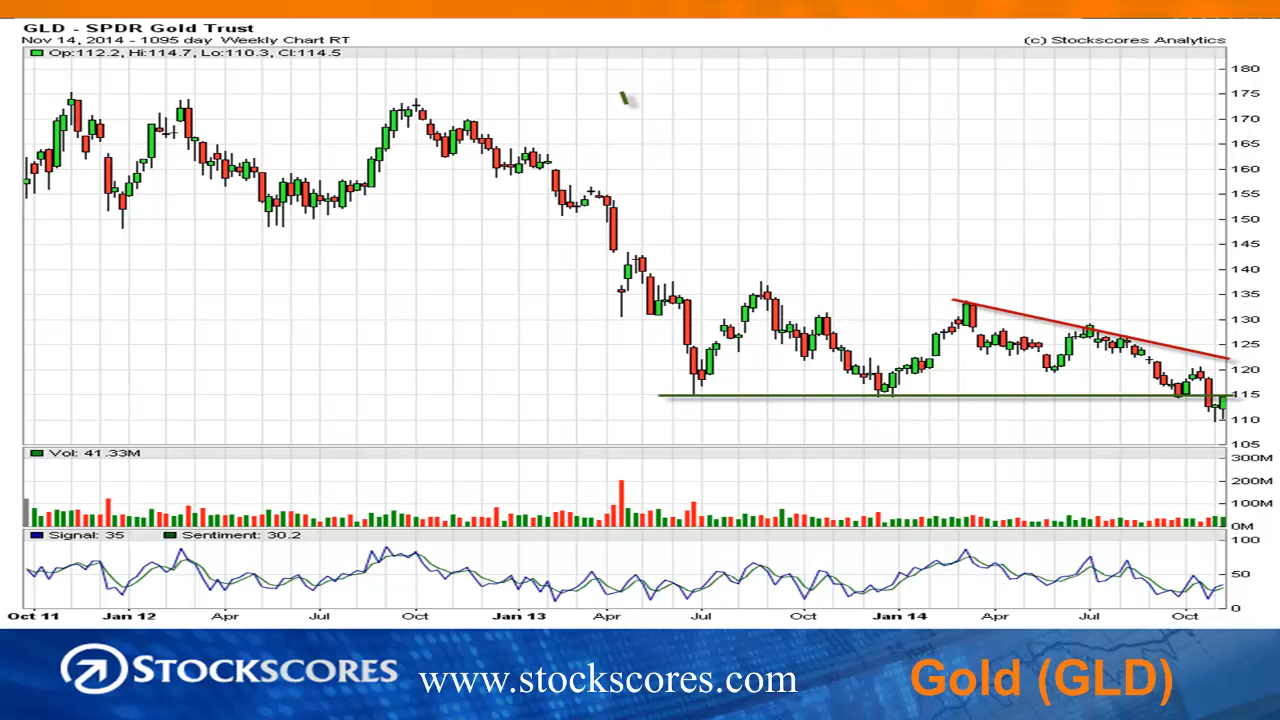 GLD - SPDR Gold Trust
Nov 14, 2014 - 1095 day Weekly Chart RT
(c) Stockscores Analytics
Op:112.2, Hi:114.7, Lo:110.3, Cl:114.5
180
175
170
165
160
155
150
145
140
135
130
125
120
115
110
105
Vol: 41.33M
300M
200M
100M
0M
Signal: 35 Sentiment: 30.2
100
50
0
Oct 11 Jan 12 Apr Jul Oct Jan 13 Apr Jul Oct Jan 14 Apr Jul Oct
STOCKSCORES www.stockscores.com Gold (GLD)